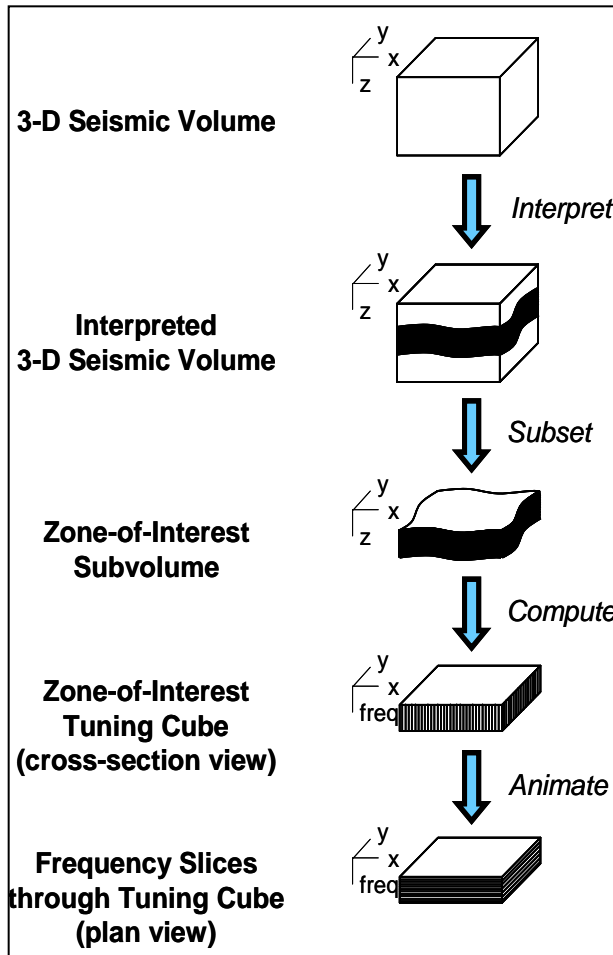 y
x
z
3-D Seismic Volume
Interpret
y
x
z
Interpreted
3-D Seismic Volume
Subset
y
x
z
Zone-of-Interest
Subvolume
Compute
y
x
freq
Zone-of-Interest
Tuning Cube
(cross-section view)
Animate
y
x
freq
Frequency Slices
through Tuning Cube
(plan view)